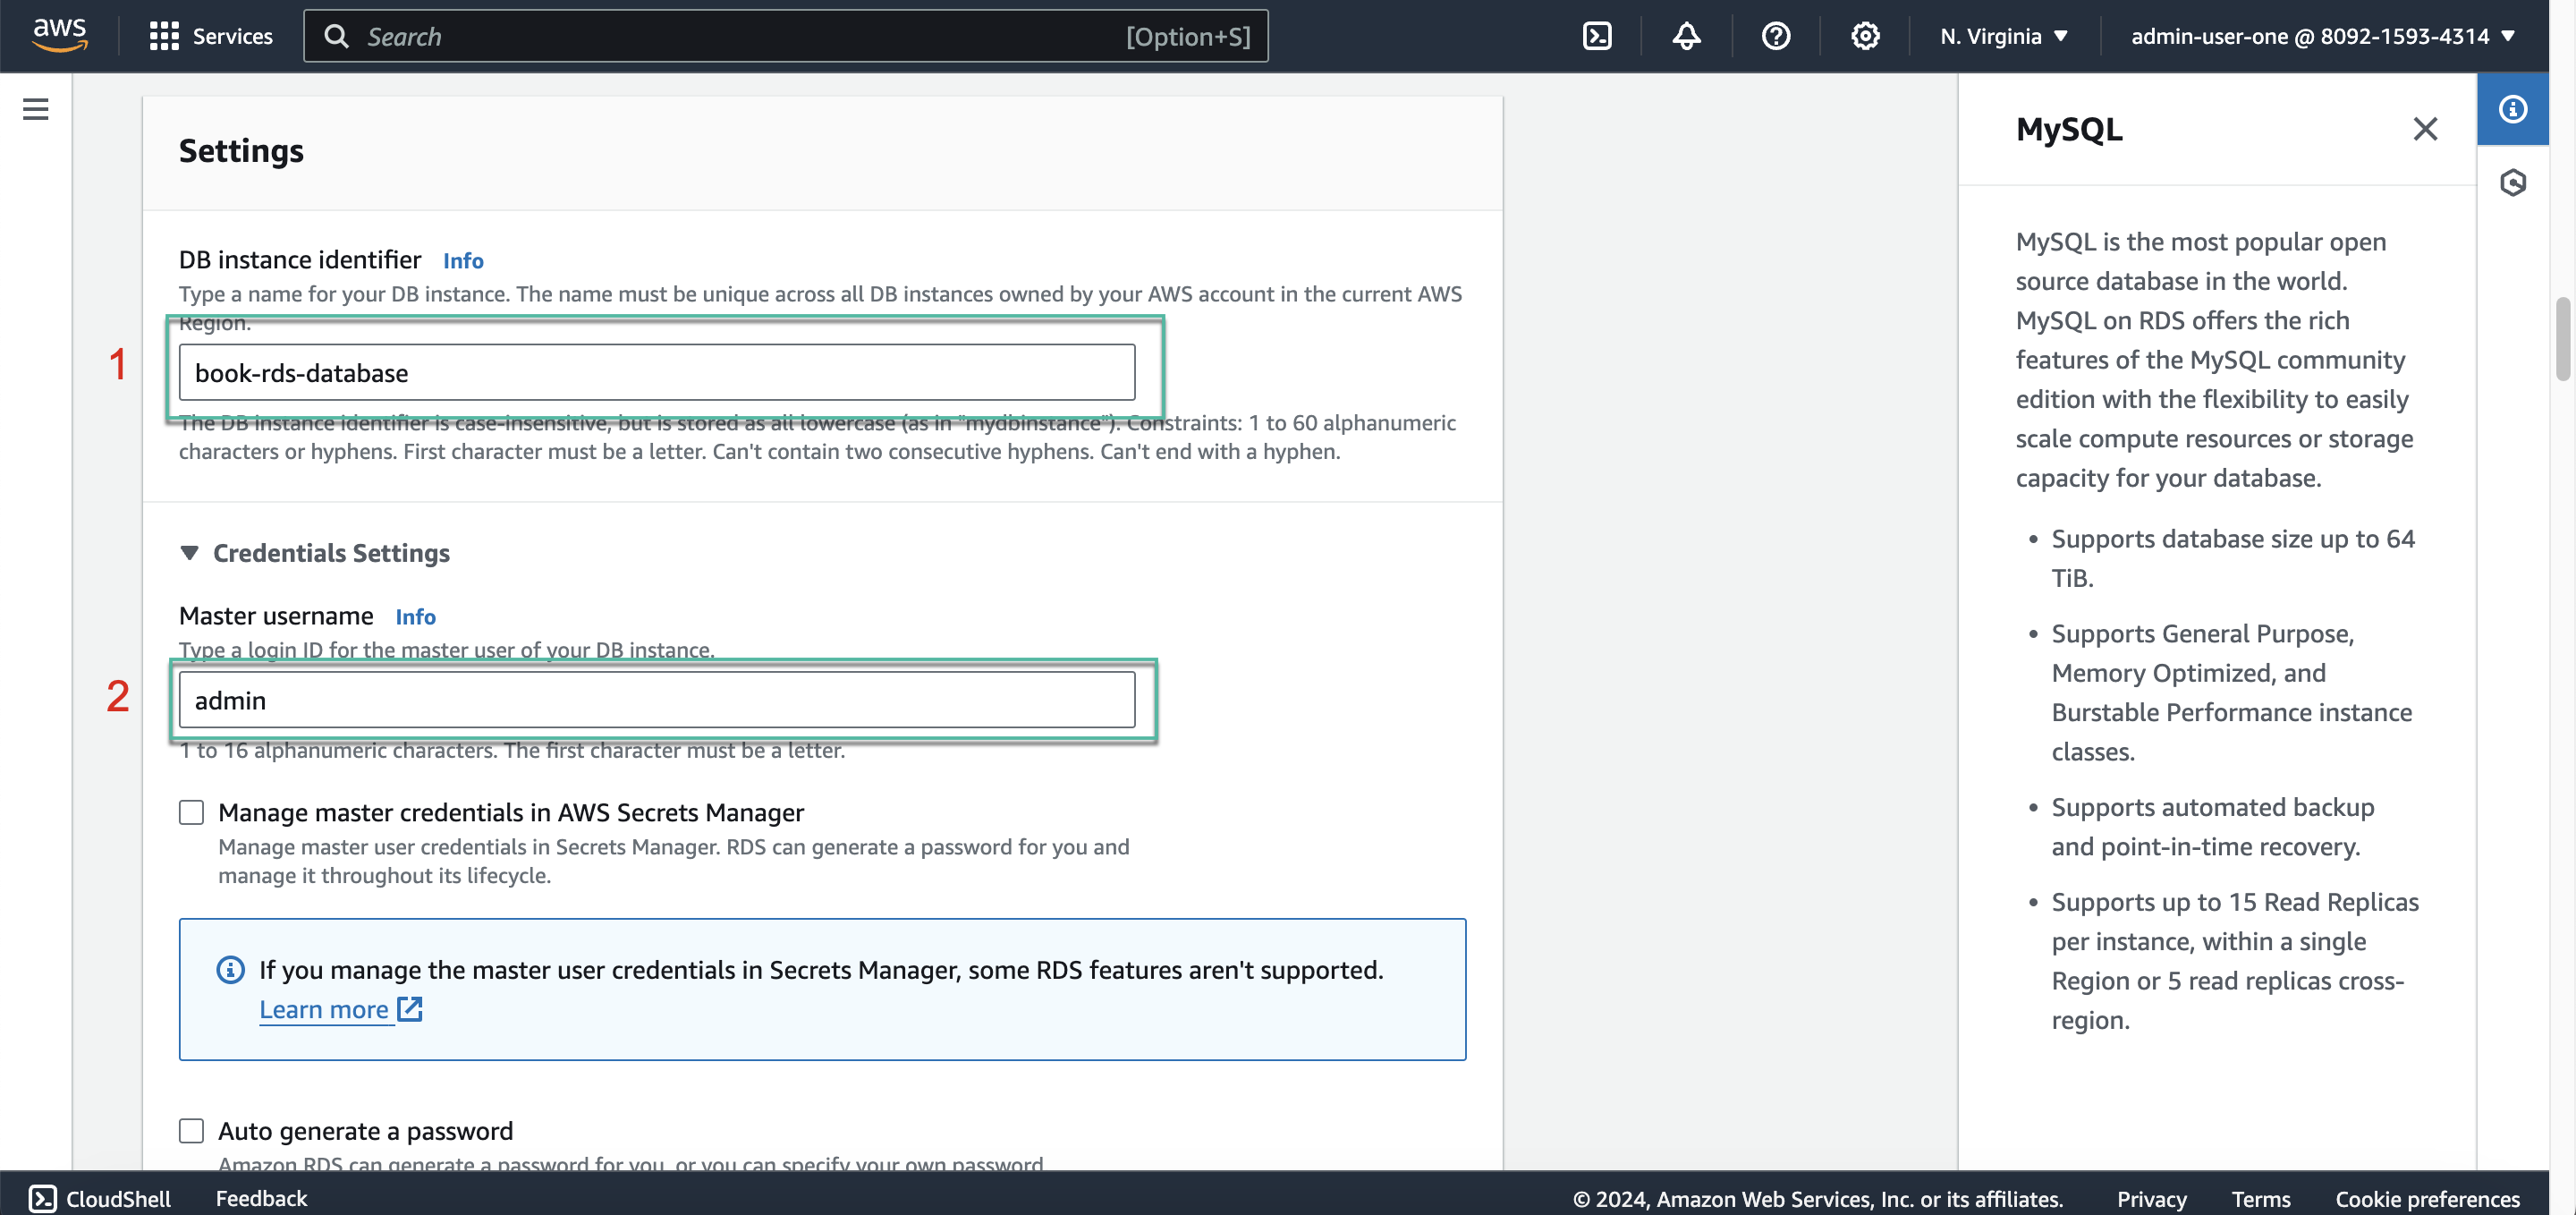 aws
Services
Search
[Option+S]
N. Virginia
admin-user-one @ 8092-1593-4314
Settings
DB instance identifier Info
Type a name for your DB instance. The name must be unique across all DB instances owned by your AWS account in the current AWS
Region.
1
book-rds-database
The DB instance identifier is case-insensitive, but is stored as all lowercase (as in "mydbinstance"). Constraints: 1 to 60 alphanumeric
characters or hyphens. First character must be a letter. Can't contain two consecutive hyphens. Can't end with a hyphen.
Credentials Settings
Master username Info
Type a login ID for the master user of your DB instance.
2
admin
1 to 16 alphanumeric characters. The first character must be a letter.
Manage master credentials in AWS Secrets Manager
Manage master user credentials in Secrets Manager. RDS can generate a password for you and
manage it throughout its lifecycle.
If you manage the master user credentials in Secrets Manager, some RDS features aren't supported.
Learn more
Auto generate a password
Amazon RDS can generate a password for you, or you can specify your own password.
MySQL
MySQL is the most popular open
source database in the world.
MySQL on RDS offers the rich
features of the MySQL community
edition with the flexibility to easily
scale compute resources or storage
capacity for your database.
• Supports database size up to 64
TiB.
• Supports General Purpose,
Memory Optimized, and
Burstable Performance instance
classes.
• Supports automated backup
and point-in-time recovery.
• Supports up to 15 Read Replicas
per instance, within a single
Region or 5 read replicas cross-
region.
CloudShell
Feedback
© 2024, Amazon Web Services, Inc. or its affiliates.
Privacy
Terms
Cookie preferences